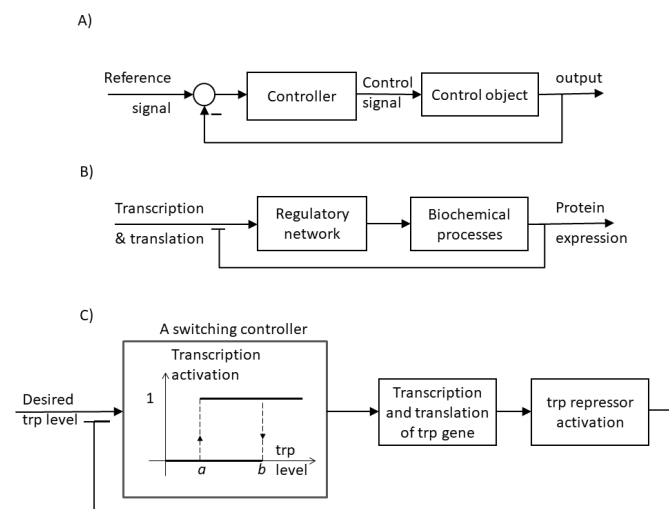 A)
Reference
signal
Controller
Control
signal
Control object
output
B)
Transcription
& translation
Regulatory
network
Biochemical
processes
Protein
expression
C)
A switching controller
Desired
trp level
Transcription
activation
1
a
b
trp
level
Transcription
and translation
of trp gene
trp repressor
activation